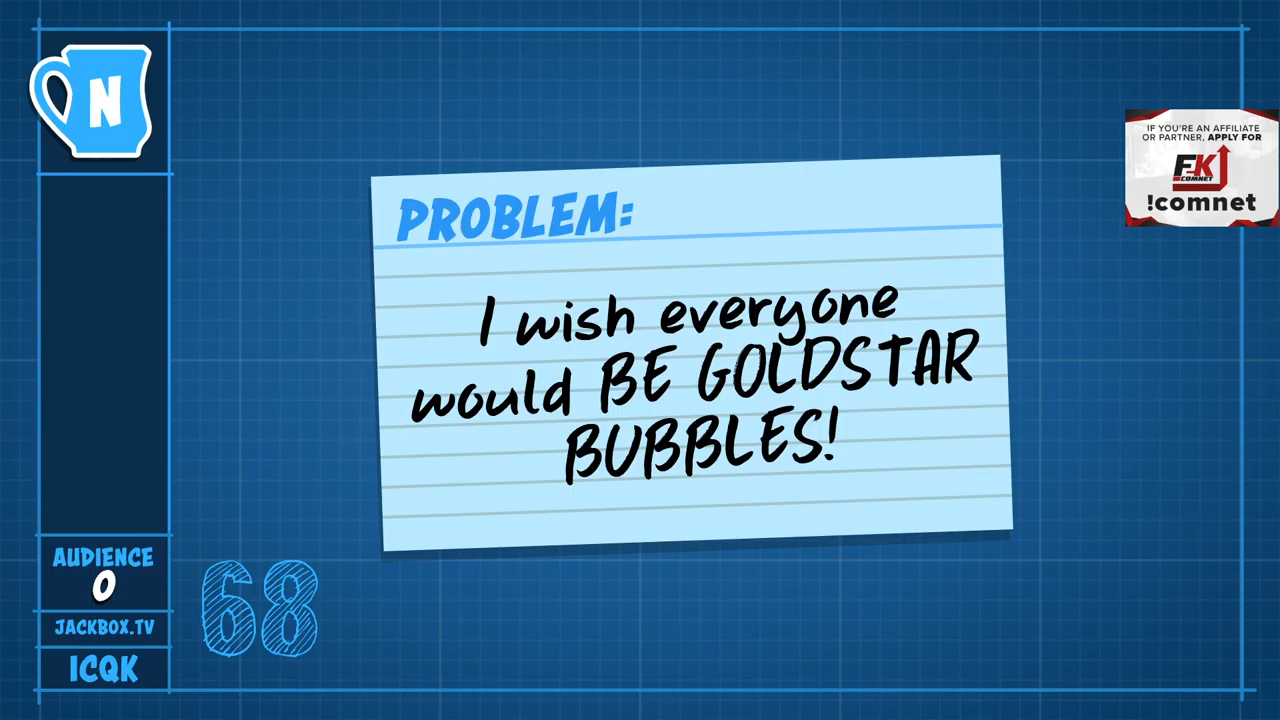 N
IF YOU'RE AN AFFILIATE
OR PARTNER, APPLY FOR
F2K
COMNET
!comnet
PROBLEM:
I wish everyone
would BE GOLDSTAR
BUBBLES!
AUDIENCE
0
JACKBOX.TV
ICQK
68